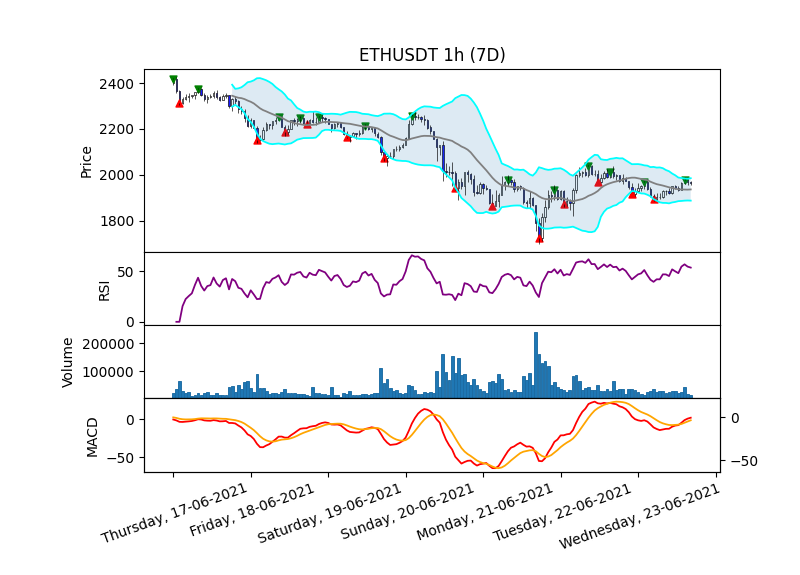 ETHUSDT 1h (7D)
2400
2200
2000
1800
Price
50
0
RSI
200000
100000
Volume
0
−50
MACD
0
−50
Thursday, 17-06-2021
Friday, 18-06-2021
Saturday, 19-06-2021
Sunday, 20-06-2021
Monday, 21-06-2021
Tuesday, 22-06-2021
Wednesday, 23-06-2021